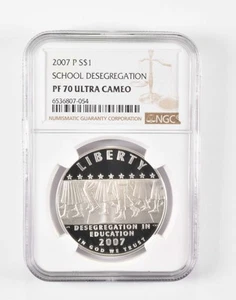 2007 P S$1
SCHOOL DESEGREGATION
PF 70 ULTRA CAMEO
6536807-054
NUMISMATIC GUARANTY CORPORATION
NGC
LIBERTY
DESEGREGATION IN
EDUCATION
2007
IN GOD WE TRUST